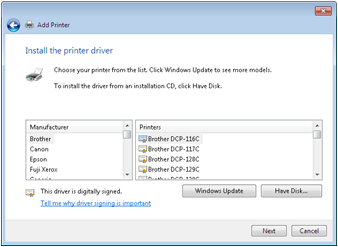 Add Printer
Install the printer driver
Choose your printer from the list. Click Windows Update to see more models.
To install the driver from an installation CD, click Have Disk.
Manufacturer
Brother
Canon
Epson
Fuji Xerox
Generic
Printers
Brother DCP-116C
Brother DCP-117C
Brother DCP-128C
Brother DCP-129C
This driver is digitally signed.
Tell me why driver signing is important
Windows Update
Have Disk...
Next
Cancel